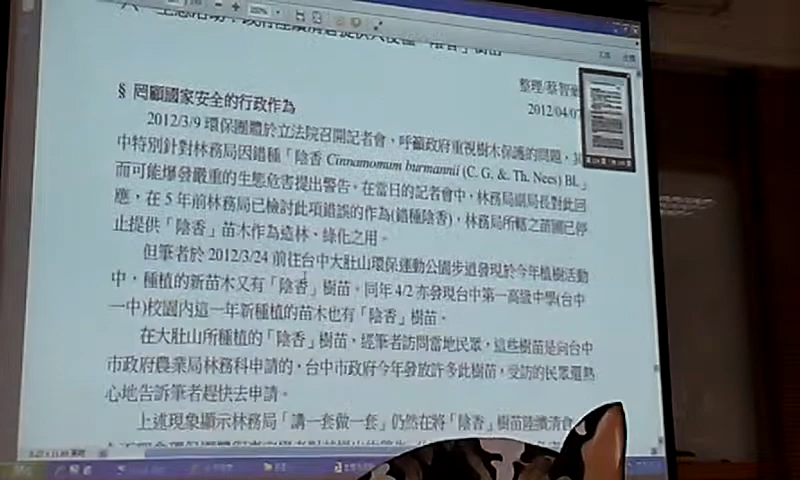 200%
整理/蔡智豪
2012/04/07
§ 罔顧國家安全的行政作為
2012/3/9 環保團體於立法院召開記者會，呼籲政府重視樹木保護的問題，其
中特別針對林務局因錯種「陰香 Cinnamomum burmannii (C. G. & Th. Nees) Bl.」
而可能爆發嚴重的生態危害提出警告。在當日的記者會中，林務局副局長對此回
應，在 5 年前林務局已檢討此項錯誤的作為(錯種陰香)，林務局所轄之苗圃已停
止提供「陰香」苗木作為造林、綠化之用。
但筆者於 2012/3/24 前往台中大肚山環保運動公園步道發現於今年植樹活動
中，種植的新苗木又有「陰香」樹苗。同年 4/2 亦發現台中第一高級中學(台中
一中)校園內這一年新種植的苗木也有「陰香」樹苗。
在大肚山所種植的「陰香」樹苗，經筆者訪問當地民眾，這些樹苗是向台中
市政府農業局林務科申請的，台中市政府今年發放許多此樹苗，受訪的民眾還熱
心地告訴筆者趕快去申請。
上述現象顯示林務局「講一套做一套」仍然在將「陰香」樹苗陸續清倉